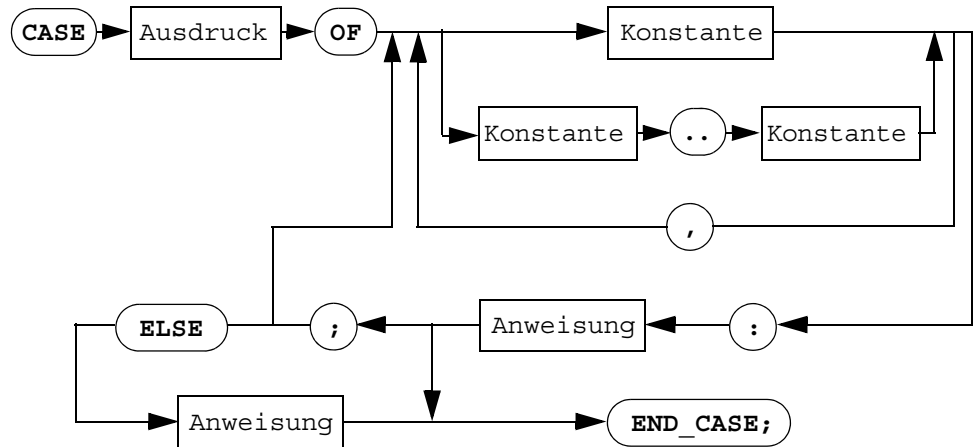 CASE Ausdruck OF Konstante
Konstante .. Konstante
,
ELSE ; Anweisung :
Anweisung END_CASE;